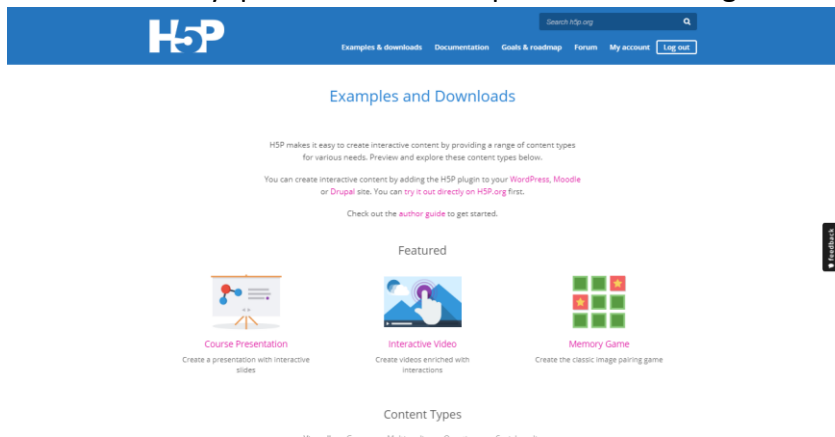 Search h5p.org
H5P
Examples & downloads Documentation Goals & roadmap Forum My account Log out
Examples and Downloads
H5P makes it easy to create interactive content by providing a range of content types
for various needs. Preview and explore these content types below.
You can create interactive content by adding the H5P plugin to your WordPress, Moodle
or Drupal site. You can try it out directly on H5P.org first.
Check out the author guide to get started.
feedback
Featured
Course Presentation
Create a presentation with interactive
slides
Interactive Video
Create videos enriched with
interactions
Memory Game
Create the classic image pairing game
Content Types